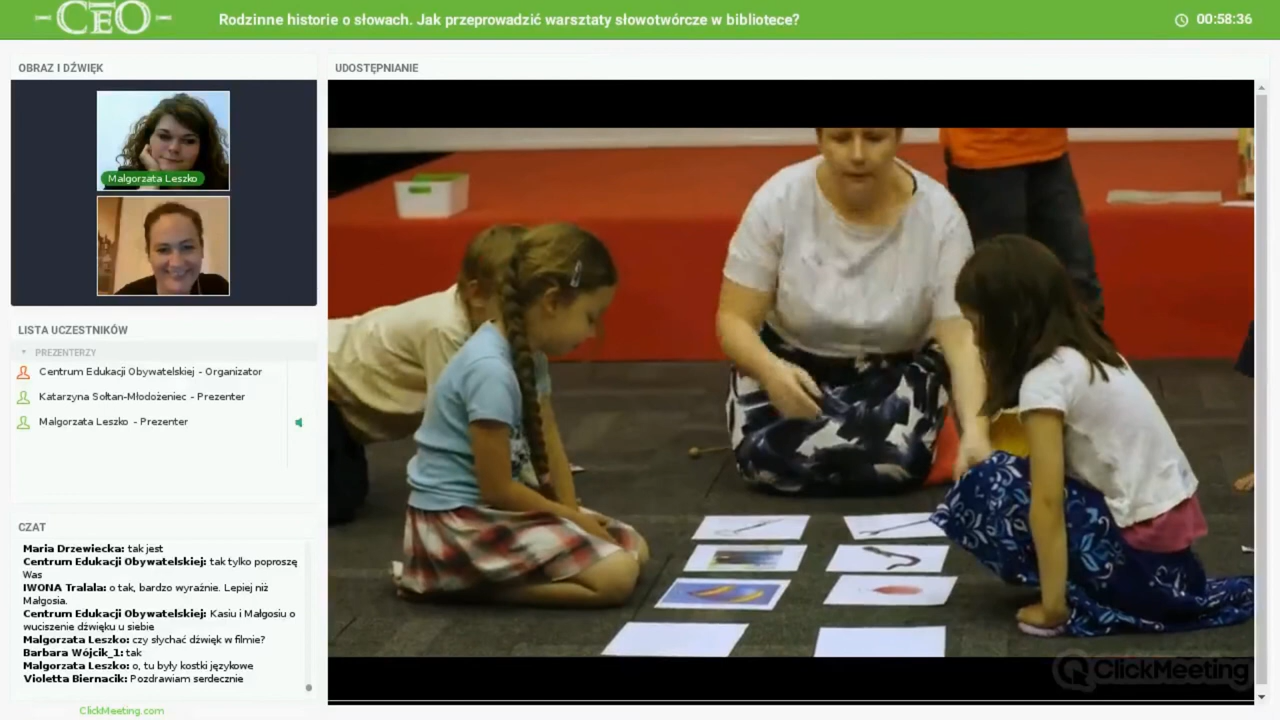 CEO
Rodzinne historie o słowach. Jak przeprowadzić warsztaty słowotwórcze w bibliotece?
00:58:36
OBRAZ I DŹWIĘK
UDOSTĘPNIANIE
Malgorzata Leszko
LISTA UCZESTNIKÓW
PREZENTERZY
Centrum Edukacji Obywatelskiej - Organizator
Katarzyna Sołtan-Młodożeniec - Prezenter
Malgorzata Leszko - Prezenter
CZAT
Maria Drzewiecka: tak jest
Centrum Edukacji Obywatelskiej: tak tylko poproszę
Was
IWONA Tralala: o tak, bardzo wyraźnie. Lepiej niż
Małgosia.
Centrum Edukacji Obywatelskiej: Kasiu i Małgosiu o
wuciszenie dźwięku u siebie
Malgorzata Leszko: czy słychać dźwięk w filmie?
Barbara Wójcik_1: tak
Malgorzata Leszko: o, tu były kostki językowe
Violetta Biernacik: Pozdrawiam serdecznie
ClickMeeting
ClickMeeting.com